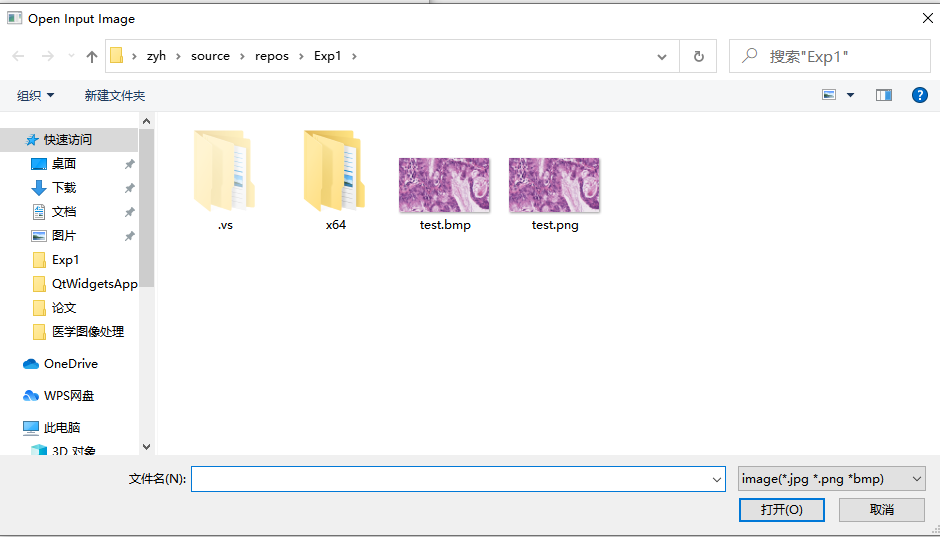 Open Input Image
zyh › source › repos › Exp1 ›
搜索"Exp1"
组织
新建文件夹
快速访问
桌面
下载
文档
图片
Exp1
QtWidgetsApp
论文
医学图像处理
OneDrive
WPS网盘
此电脑
3D 对象
.vs
x64
test.bmp
test.png
文件名(N):
image(*.jpg *.png *bmp)
打开(O)
取消